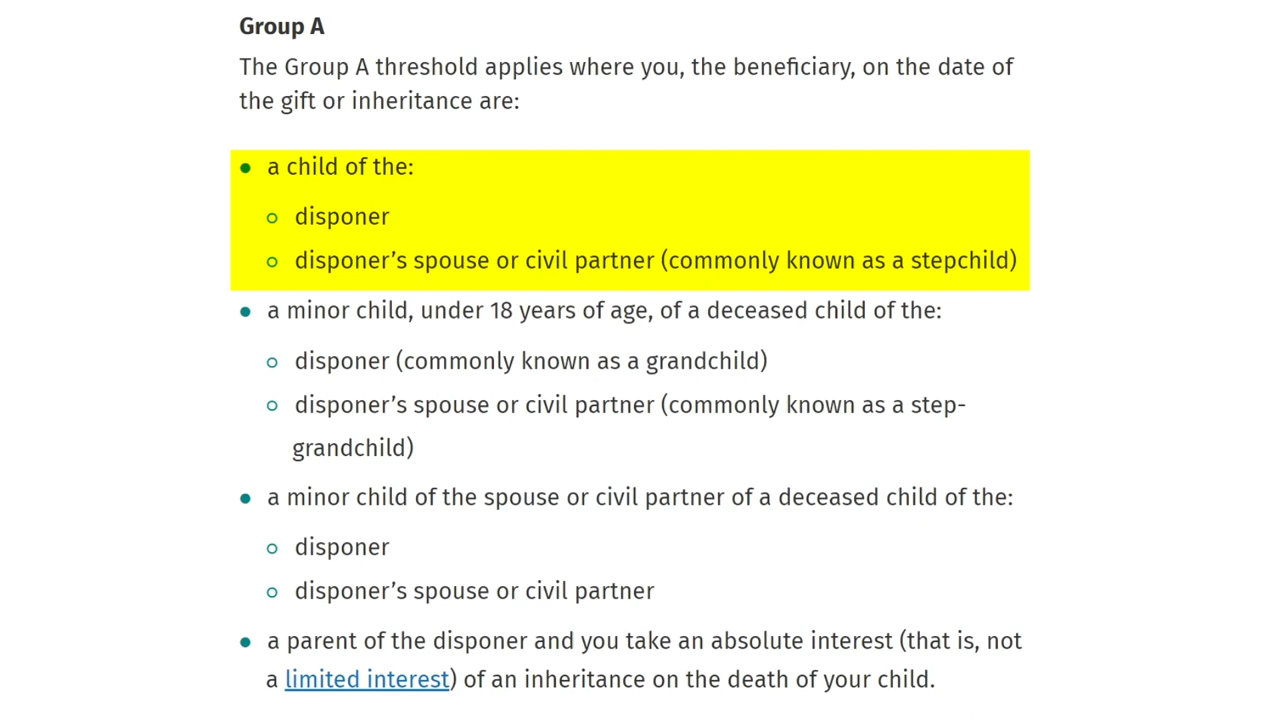 Group A
The Group A threshold applies where you, the beneficiary, on the date of
the gift or inheritance are:
a child of the:
disponer
disponer’s spouse or civil partner (commonly known as a stepchild)
a minor child, under 18 years of age, of a deceased child of the:
disponer (commonly known as a grandchild)
disponer’s spouse or civil partner (commonly known as a step-
grandchild)
a minor child of the spouse or civil partner of a deceased child of the:
disponer
disponer’s spouse or civil partner
a parent of the disponer and you take an absolute interest (that is, not
a limited interest) of an inheritance on the death of your child.